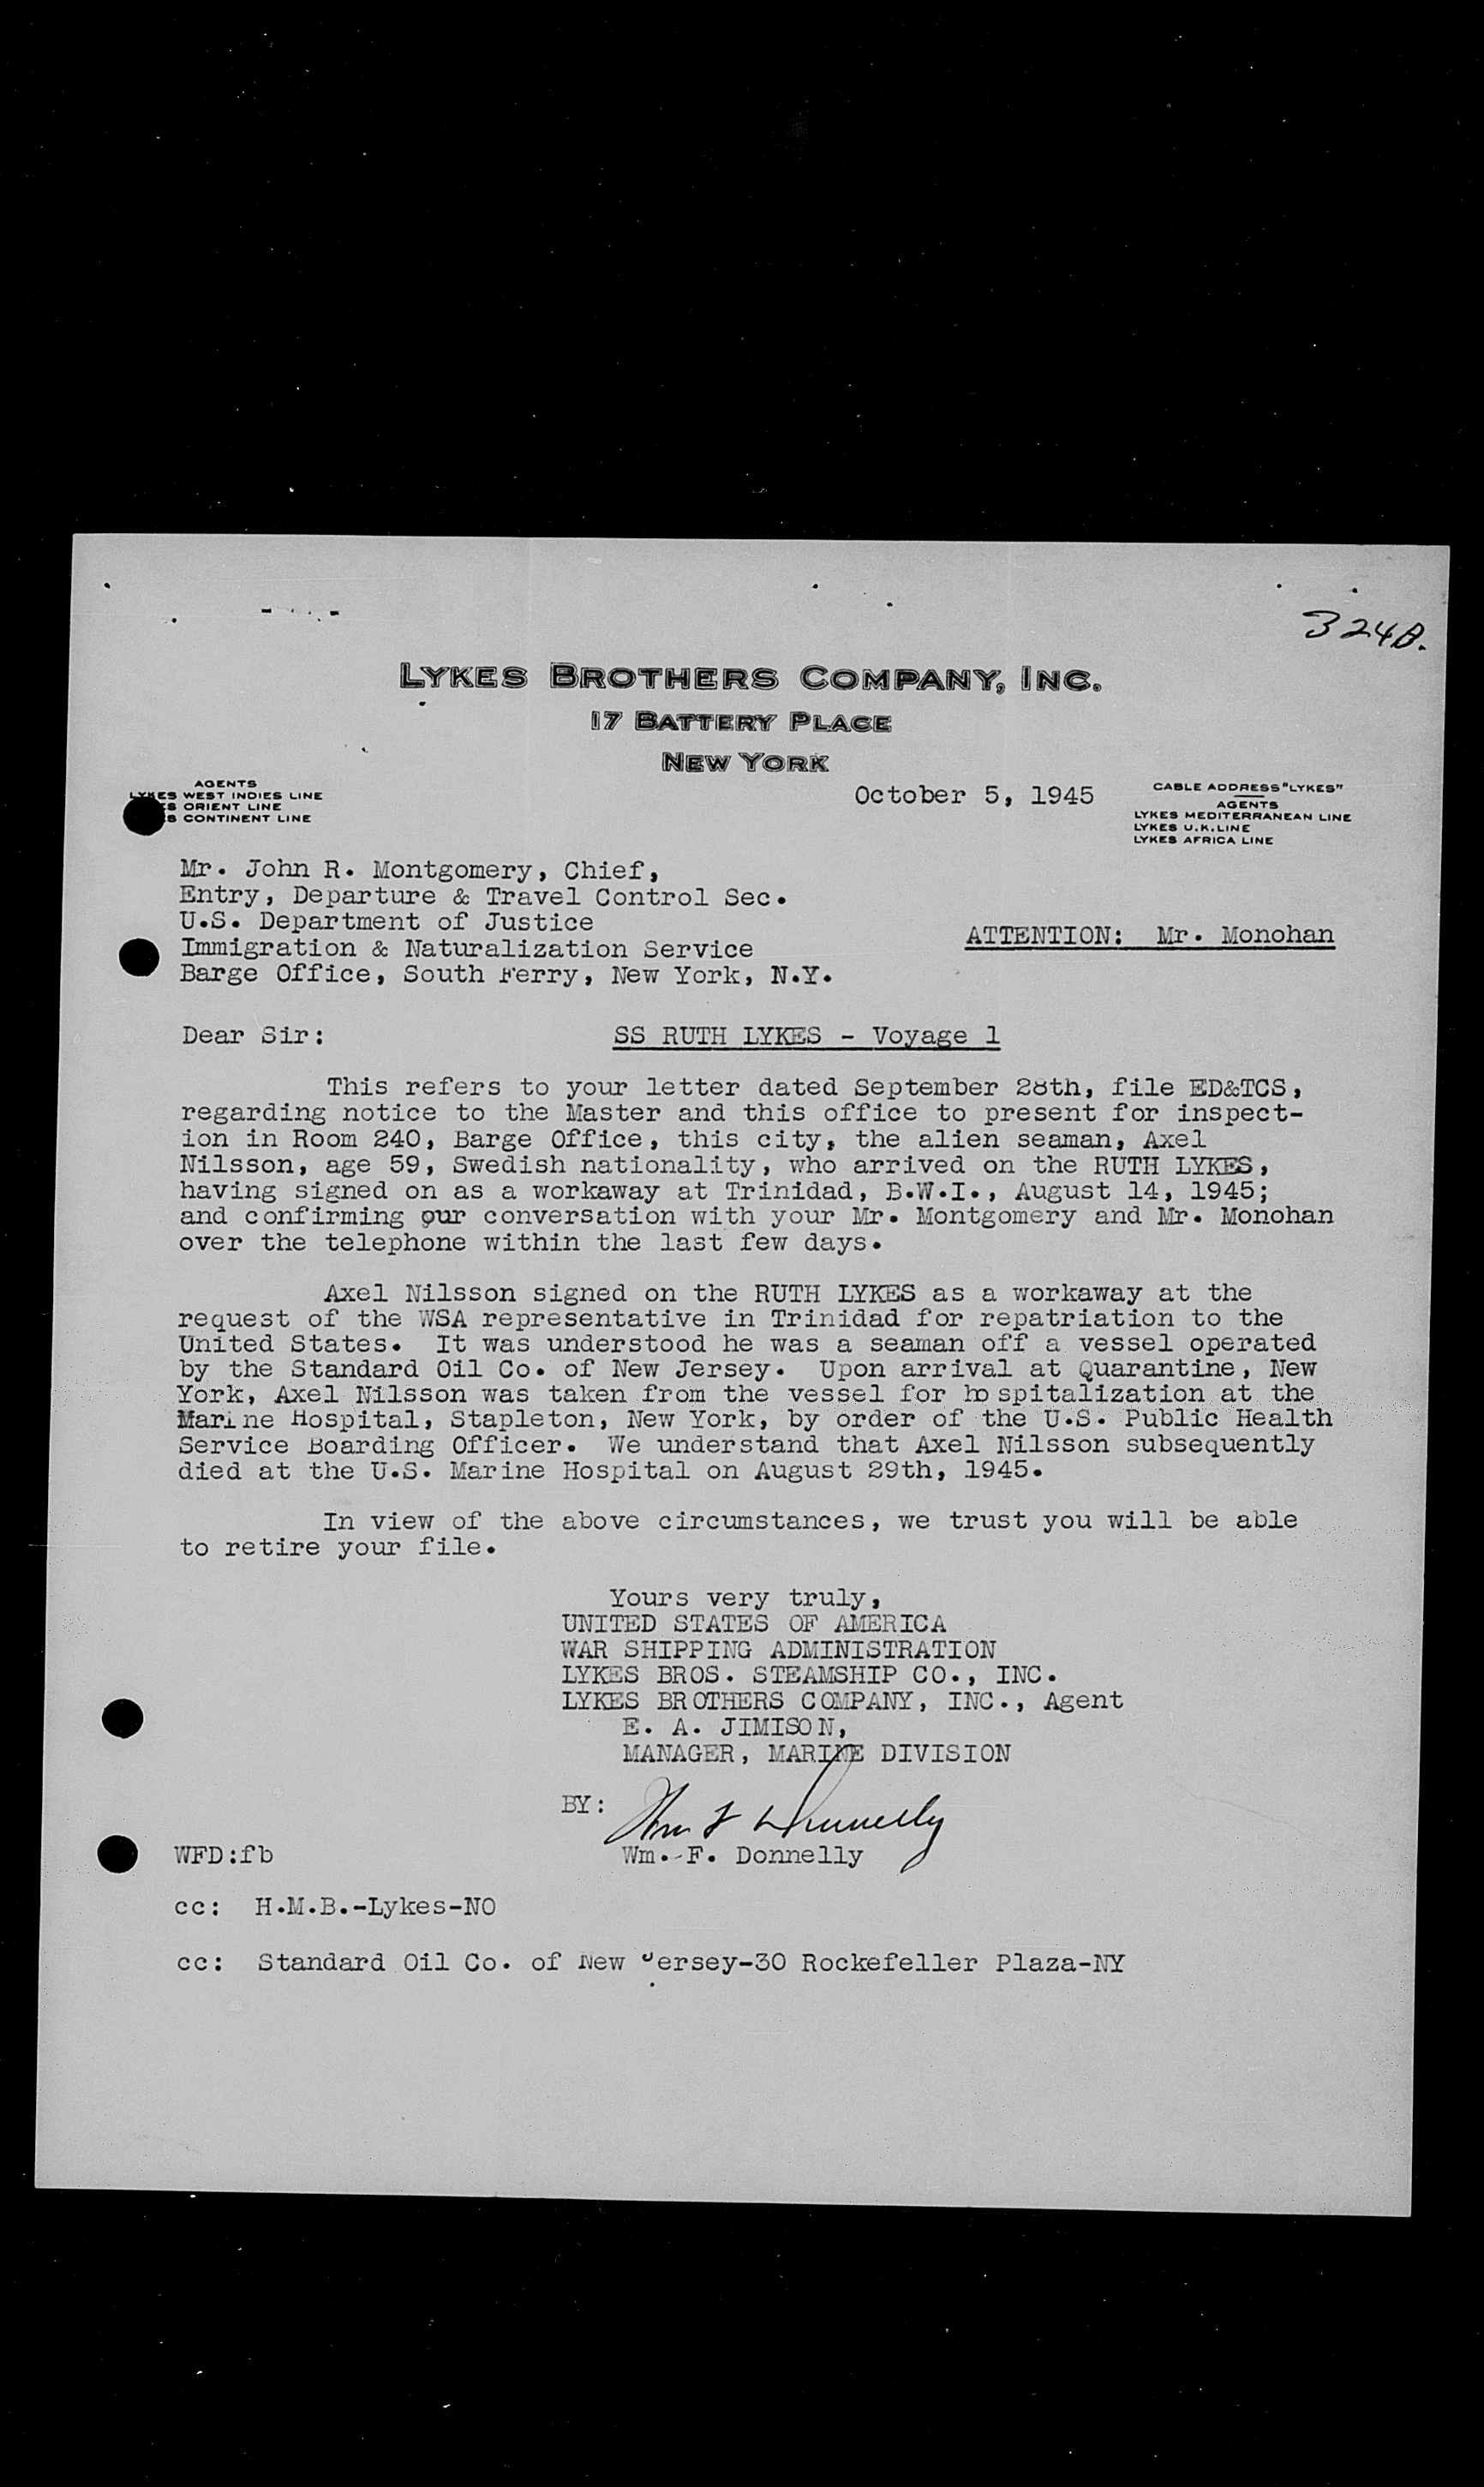 324B.
LYKES BROTHERS COMPANY, INC.
17 BATTERY PLACE
NEW YORK
AGENTS
LYKES WEST INDIES LINE
ORIENT LINE
CONTINENT LINE
October 5, 1945
CABLE ADDRESS "LYKES"
AGENTS
LYKES MEDITERRANEAN LINE
LYKES U.K. LINE
LYKES AFRICA LINE
Mr. John R. Montgomery, Chief,
Entry, Departure & Travel Control Sec.
U.S. Department of Justice
Immigration & Naturalization Service
Barge Office, South Ferry, New York, N.Y.
ATTENTION: Mr. Monohan
Dear Sir: SS RUTH LYKES - Voyage 1
This refers to your letter dated September 28th, file ED&TCS,
regarding notice to the Master and this office to present for inspect-
ion in Room 240, Barge Office, this city, the alien seaman, Axel
Nilsson, age 59, Swedish nationality, who arrived on the RUTH LYKES,
having signed on as a workaway at Trinidad, B.W.I., August 14, 1945;
and confirming our conversation with your Mr. Montgomery and Mr. Monohan
over the telephone within the last few days.
Axel Nilsson signed on the RUTH LYKES as a workaway at the
request of the WSA representative in Trinidad for repatriation to the
United States. It was understood he was a seaman off a vessel operated
by the Standard Oil Co. of New Jersey. Upon arrival at Quarantine, New
York, Axel Nilsson was taken from the vessel for hospitalization at the
Marine Hospital, Stapleton, New York, by order of the U.S. Public Health
Service Boarding Officer. We understand that Axel Nilsson subsequently
died at the U.S. Marine Hospital on August 29th, 1945.
In view of the above circumstances, we trust you will be able
to retire your file.
Yours very truly,
UNITED STATES OF AMERICA
WAR SHIPPING ADMINISTRATION
LYKES BROS. STEAMSHIP CO., INC.
LYKES BROTHERS COMPANY, INC., Agent
E. A. JIMISON,
MANAGER, MARINE DIVISION
BY: Wm F Donnelly
WFD:fb Wm. F. Donnelly
cc: H.M.B.-Lykes-NO
cc: Standard Oil Co. of New Jersey-30 Rockefeller Plaza-NY